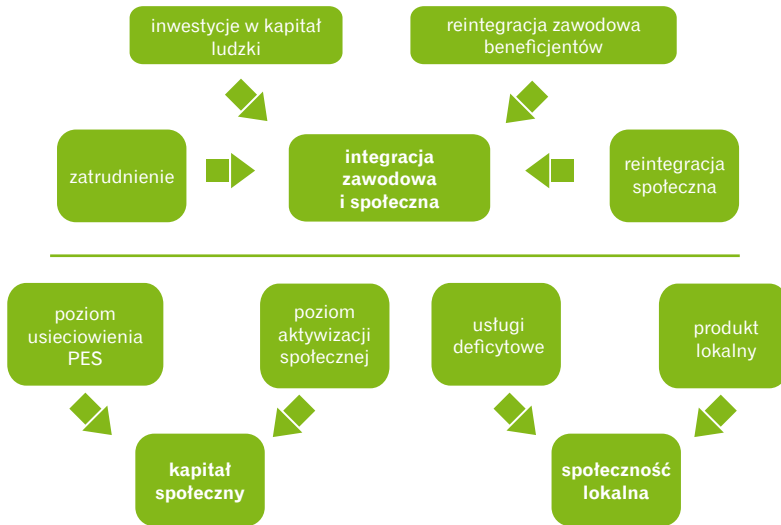 inwestycje w kapitał
ludzki
reintegracja zawodowa
beneficjentów
zatrudnienie
integracja
zawodowa
i społeczna
reintegracja
społeczna
poziom
usieciowienia
PES
poziom
aktywizacji
społecznej
usługi
deficytowe
produkt
lokalny
kapitał
społeczny
społeczność
lokalna